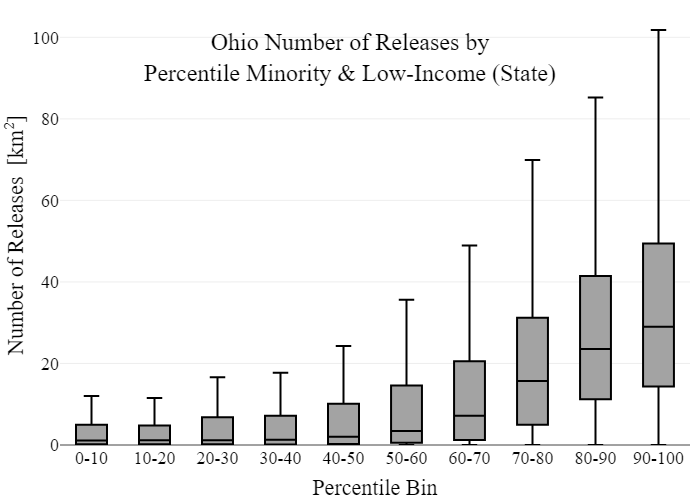 Ohio Number of Releases by
Percentile Minority & Low-Income (State)
Number of Releases [km²]
100
80
60
40
20
0
0-10 10-20 20-30 30-40 40-50 50-60 60-70 70-80 80-90 90-100
Percentile Bin